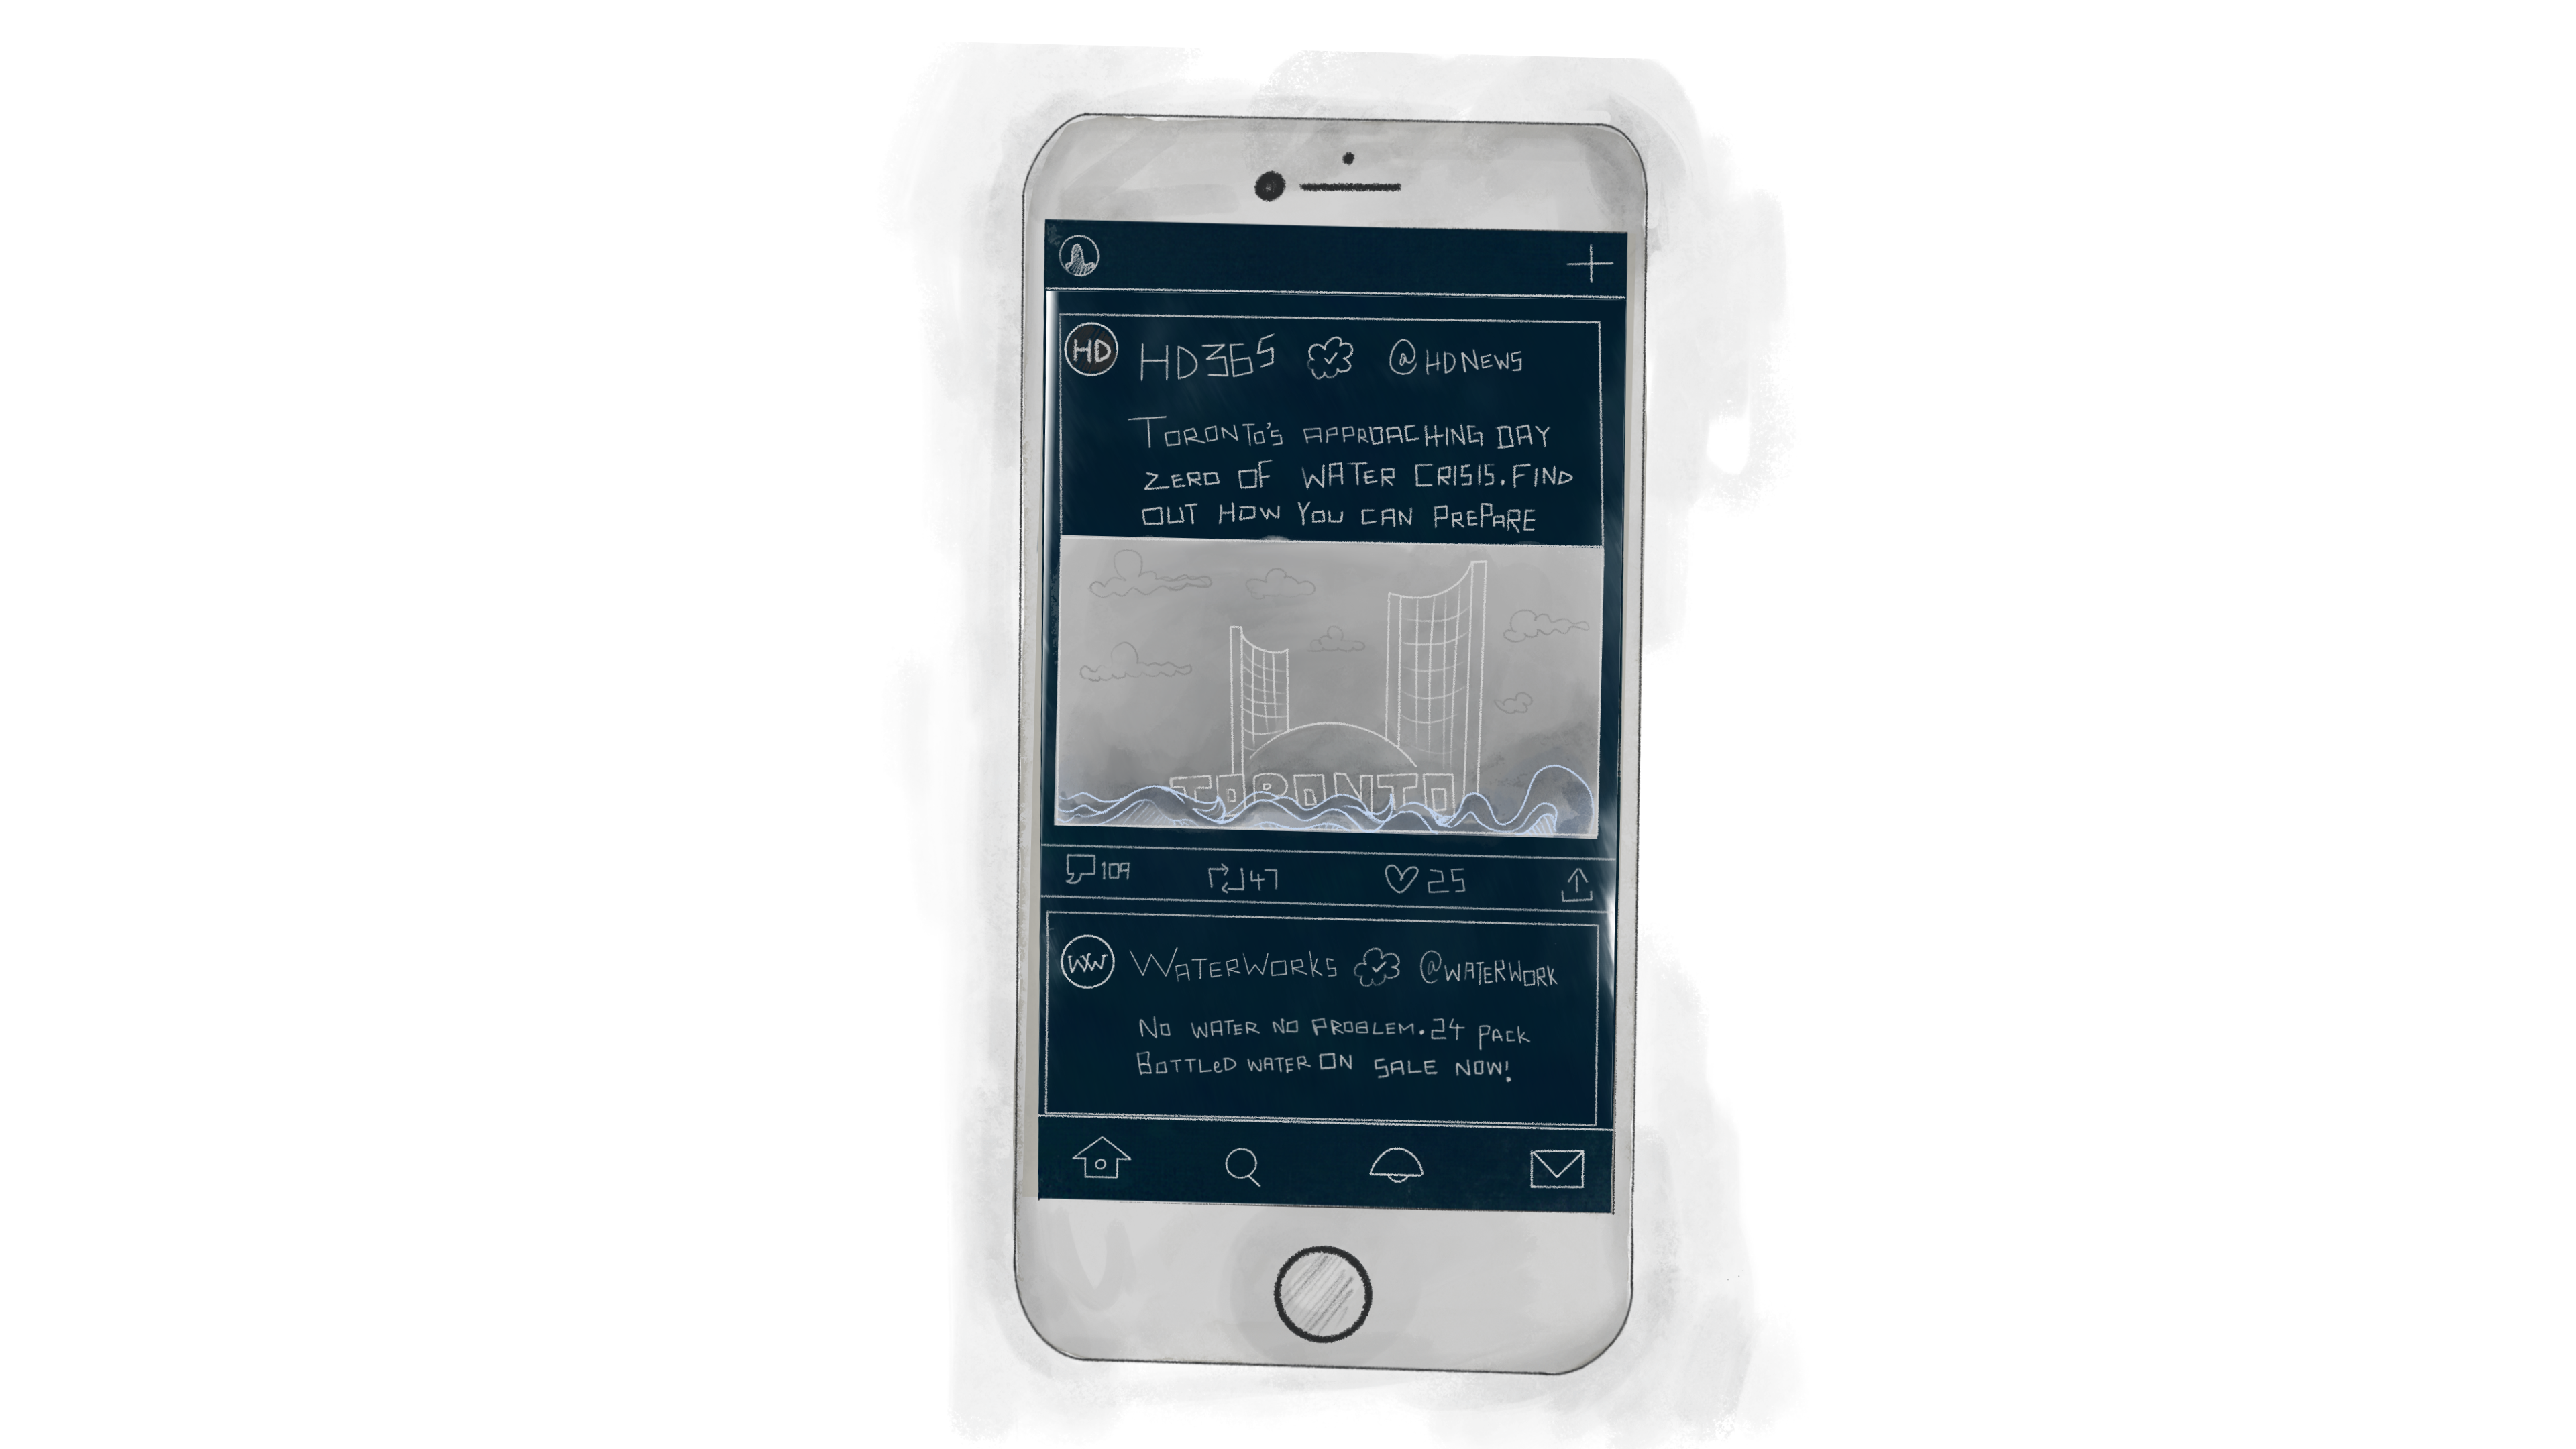 HD
HD365 @HDNEWS
TORONTO'S APPROACHING DAY
ZERO OF WATER CRISIS. FIND
OUT HOW YOU CAN PREPARE
TORONTO
109 47 25
WW
WATERWORKS @WATERWORK
NO WATER NO PROBLEM. 24 PACK
BOTTLeD WATER ON SALE NOW!